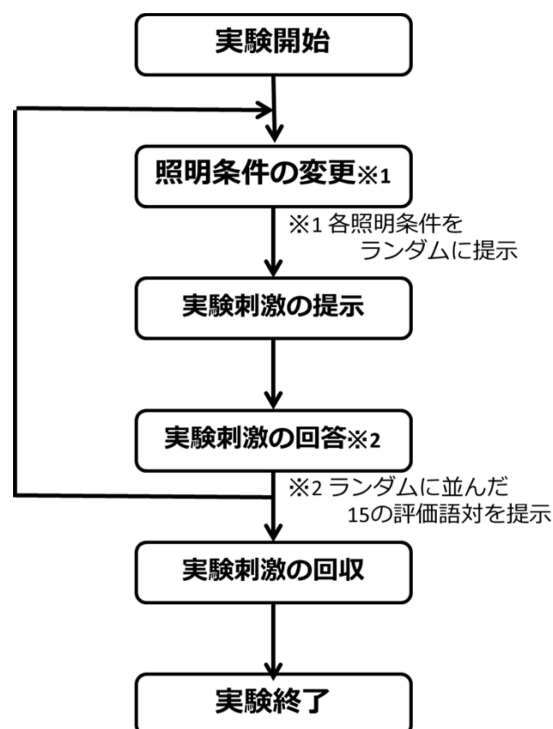 実験開始
照明条件の変更※1
※1 各照明条件を
ランダムに提示
実験刺激の提示
実験刺激の回答※2
※2 ランダムに並んだ
15の評価語対を提示
実験刺激の回収
実験終了